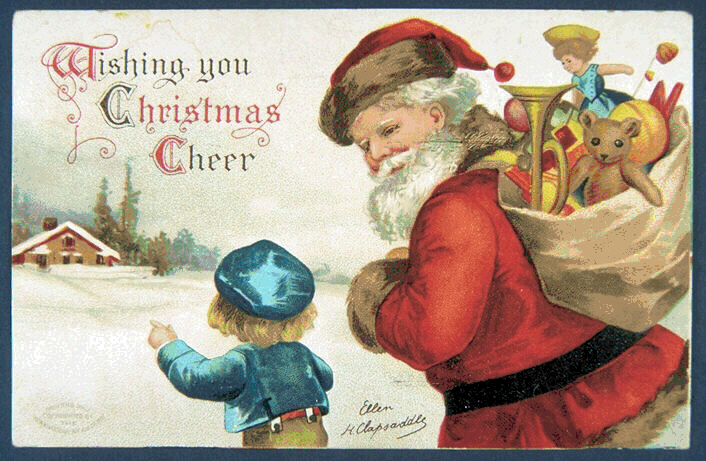 Wishing you
Christmas
Cheer
Ellen
H. Clapsaddle